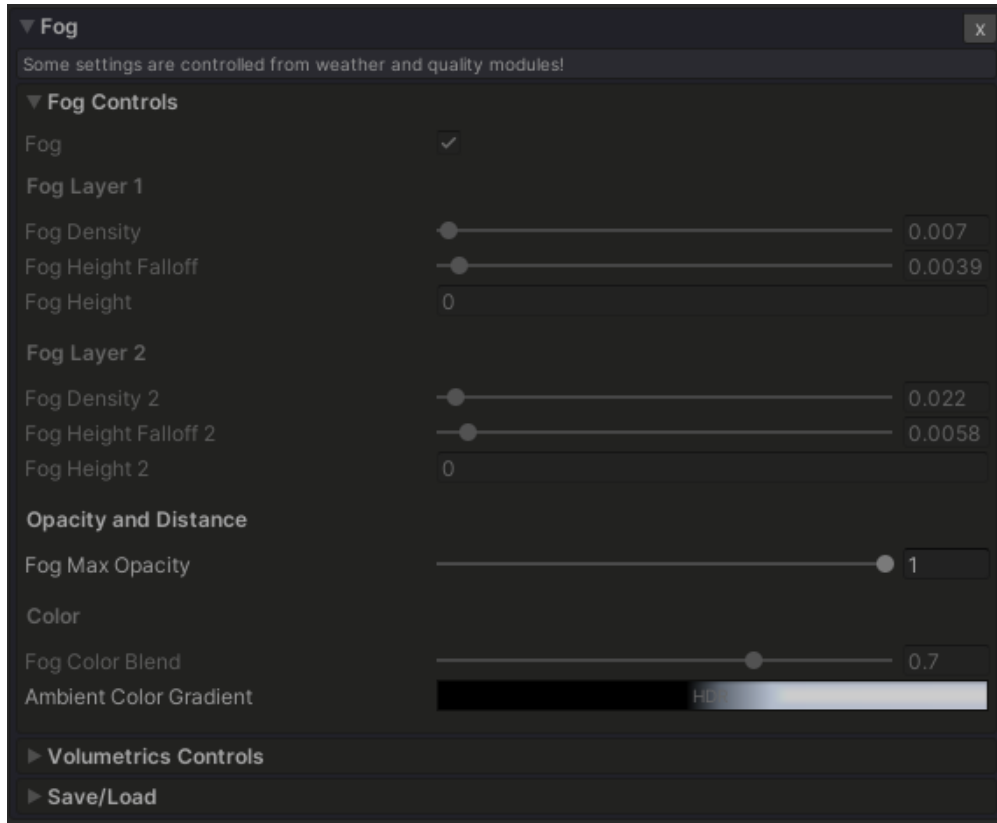 Fog
x
Some settings are controlled from weather and quality modules!
Fog Controls
Fog
Fog Layer 1
Fog Density 0.007
Fog Height Falloff 0.0039
Fog Height 0
Fog Layer 2
Fog Density 2 0.022
Fog Height Falloff 2 0.0058
Fog Height 2 0
Opacity and Distance
Fog Max Opacity 1
Color
Fog Color Blend 0.7
Ambient Color Gradient HDR
Volumetrics Controls
Save/Load